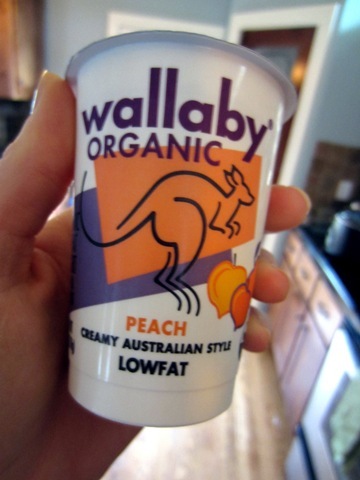 wallaby®
ORGANIC
PEACH
CREAMY AUSTRALIAN STYLE
LOWFAT